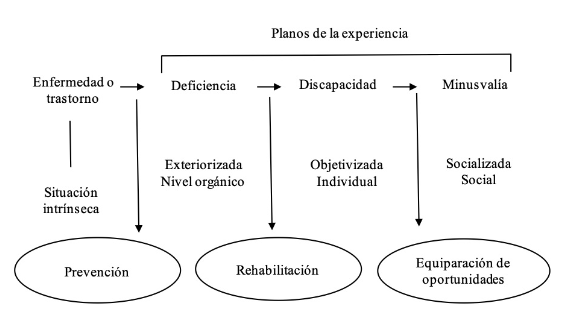 Planos de la experiencia
Enfermedad o
trastorno
Deficiencia
Discapacidad
Minusvalía
Situación
intrínseca
Exteriorizada
Nivel orgánico
Objetivizada
Individual
Socializada
Social
Prevención
Rehabilitación
Equiparación de
oportunidades